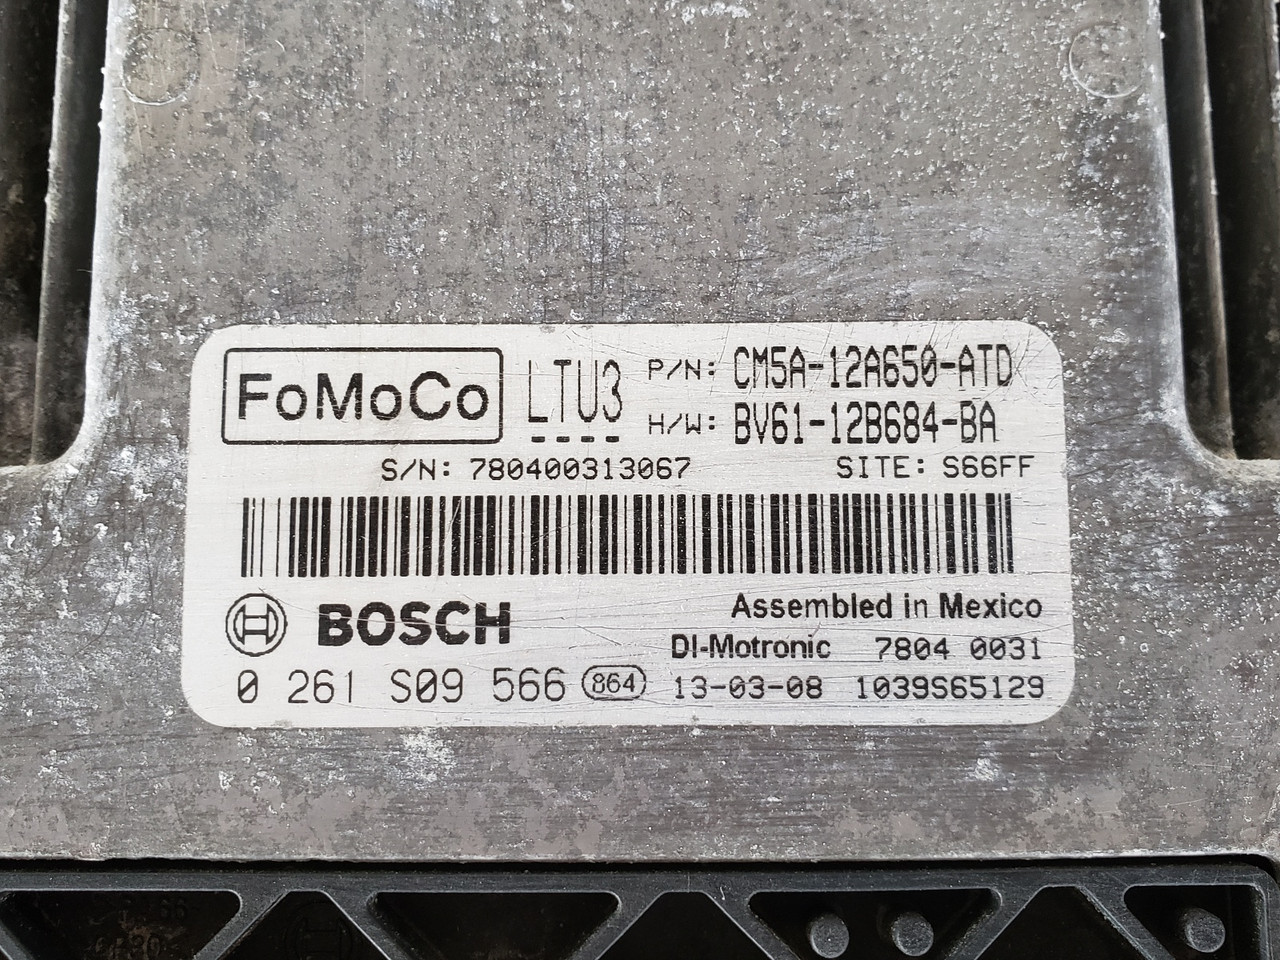 FoMoCo LTU3 P/N: CM5A-12A650-ATD
H/W: BV61-12B684-BA
S/N: 780400313067 SITE: S66FF
BOSCH Assembled in Mexico
DI-Motronic 7804 0031
0 261 S09 566 864 13-03-08 1039S65129